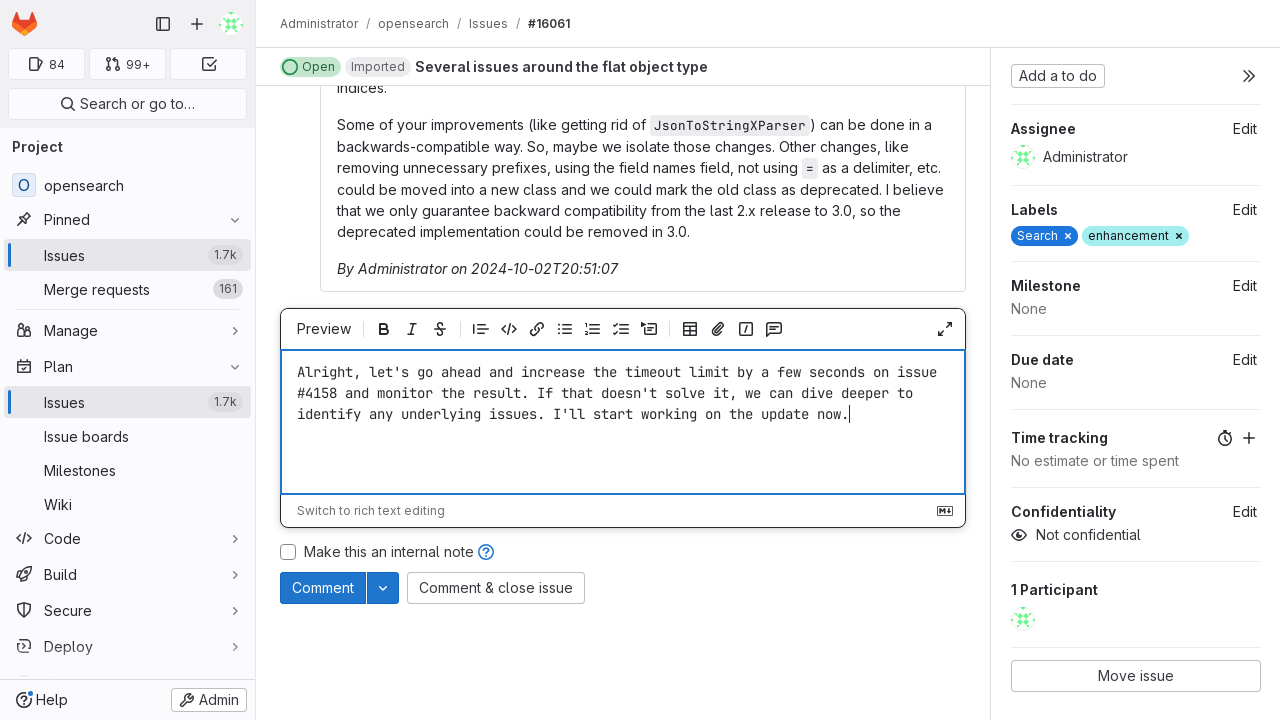 Administrator / opensearch / Issues / #16061
84
99+
Search or go to…
Project
O opensearch
Pinned
Issues 1.7k
Merge requests 161
Manage
Plan
Issues 1.7k
Issue boards
Milestones
Wiki
Code
Build
Secure
Deploy
Help
Admin
Open Imported Several issues around the flat object type
indices.
Some of your improvements (like getting rid of JsonToStringXParser) can be done in a
backwards-compatible way. So, maybe we isolate those changes. Other changes, like
removing unnecessary prefixes, using the field names field, not using = as a delimiter, etc.
could be moved into a new class and we could mark the old class as deprecated. I believe
that we only guarantee backward compatibility from the last 2.x release to 3.0, so the
deprecated implementation could be removed in 3.0.
By Administrator on 2024-10-02T20:51:07
Preview
Alright, let's go ahead and increase the timeout limit by a few seconds on issue
#4158 and monitor the result. If that doesn't solve it, we can dive deeper to
identify any underlying issues. I'll start working on the update now.
Switch to rich text editing
Make this an internal note
Comment
Comment & close issue
Add a to do
Assignee Edit
Administrator
Labels Edit
Search × enhancement ×
Milestone Edit
None
Due date Edit
None
Time tracking
No estimate or time spent
Confidentiality Edit
Not confidential
1 Participant
Move issue